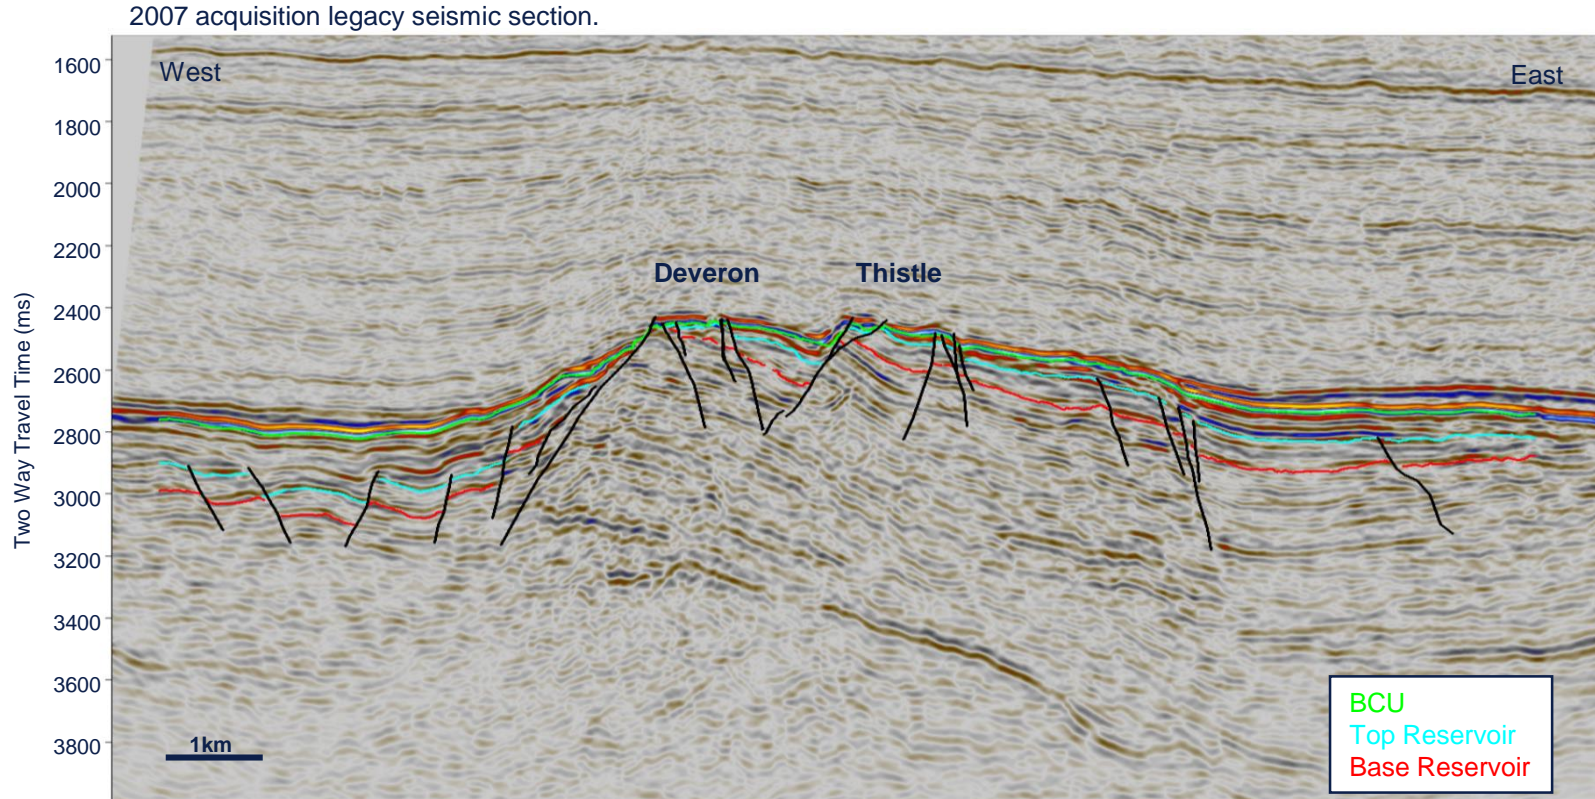 2007 acquisition legacy seismic section.
West
East
1600
1800
2000
2200
2400
2600
2800
3000
3200
3400
3600
3800
Two Way Travel Time (ms)
Deveron
Thistle
1km
BCU
Top Reservoir
Base Reservoir